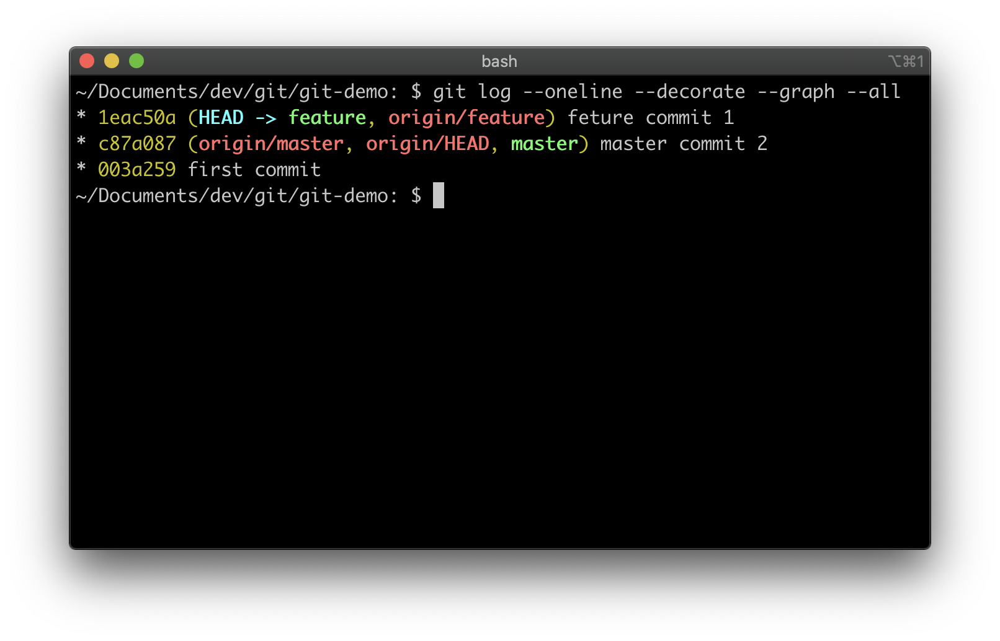 bash ⌥⌘1
~/Documents/dev/git/git-demo: $ git log --oneline --decorate --graph --all
* 1eac50a (HEAD -> feature, origin/feature) feture commit 1
* c87a087 (origin/master, origin/HEAD, master) master commit 2
* 003a259 first commit
~/Documents/dev/git/git-demo: $